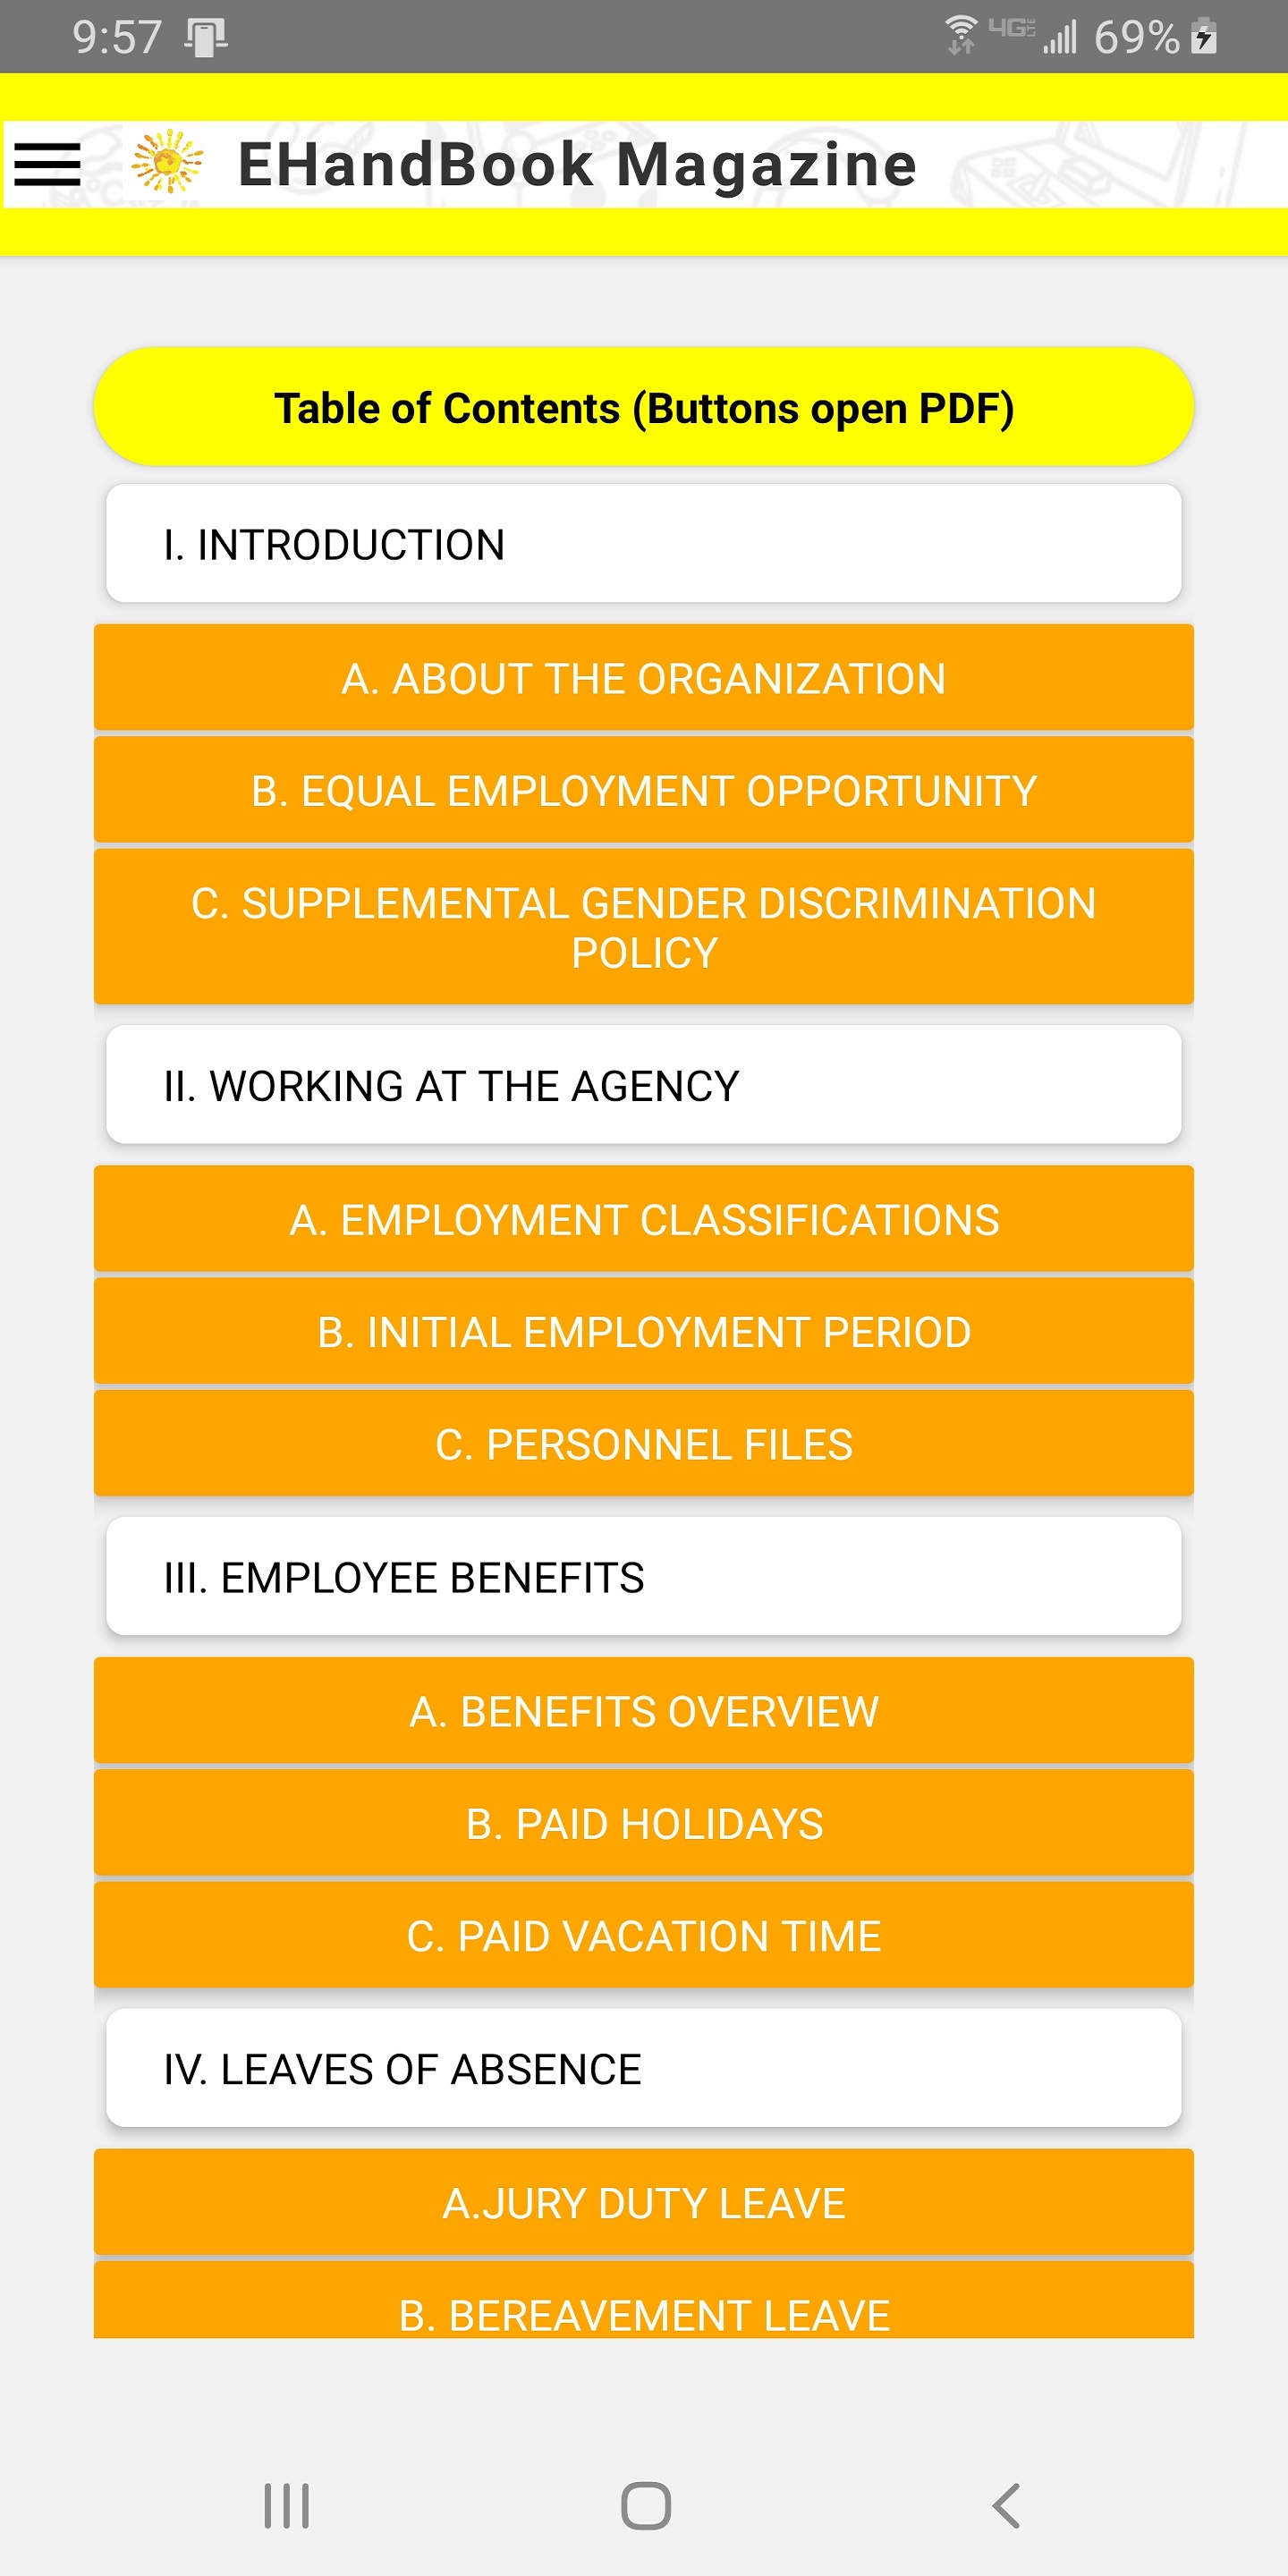 9:57
4G LTE 69%
EHandBook Magazine
Table of Contents (Buttons open PDF)
I. INTRODUCTION
A. ABOUT THE ORGANIZATION
B. EQUAL EMPLOYMENT OPPORTUNITY
C. SUPPLEMENTAL GENDER DISCRIMINATION
POLICY
II. WORKING AT THE AGENCY
A. EMPLOYMENT CLASSIFICATIONS
B. INITIAL EMPLOYMENT PERIOD
C. PERSONNEL FILES
III. EMPLOYEE BENEFITS
A. BENEFITS OVERVIEW
B. PAID HOLIDAYS
C. PAID VACATION TIME
IV. LEAVES OF ABSENCE
A.JURY DUTY LEAVE
B. BEREAVEMENT LEAVE